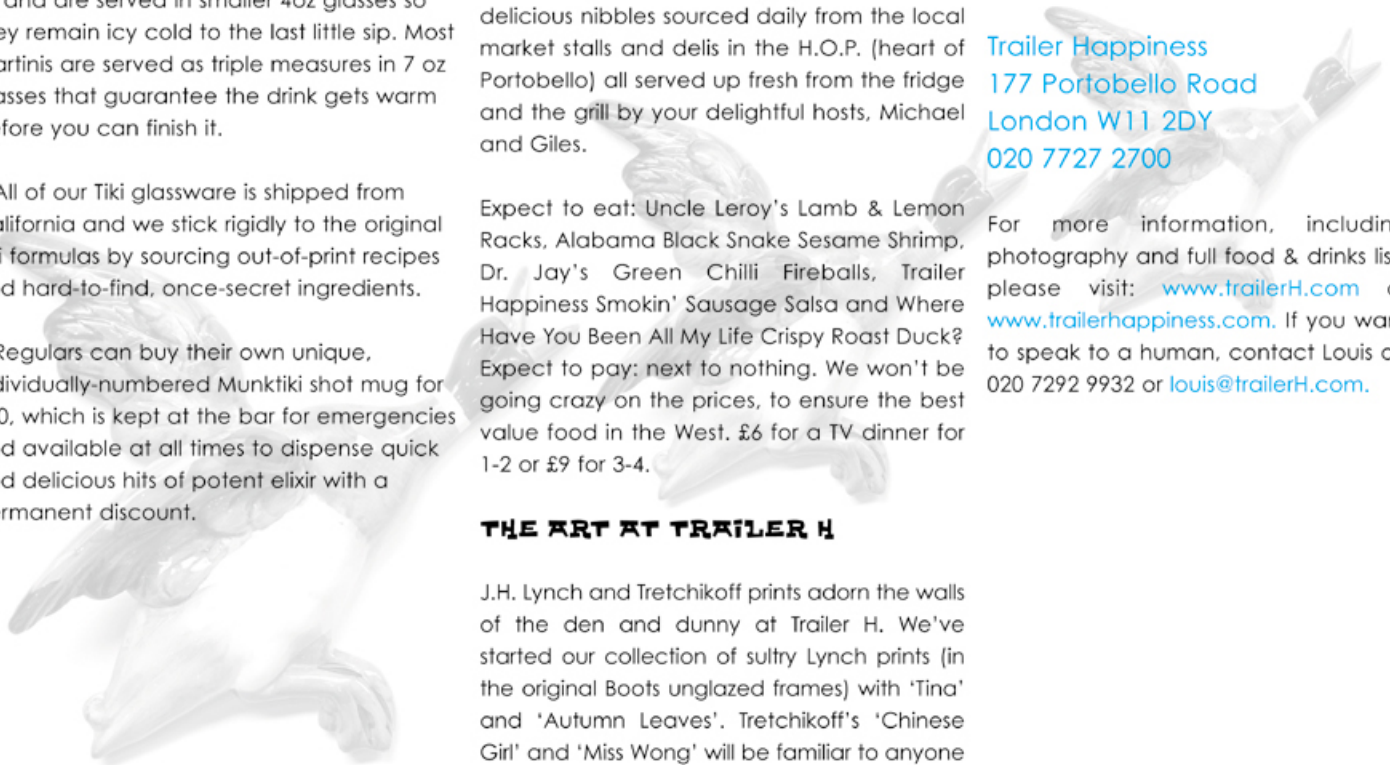 and are served in smaller 4oz glasses so
remain icy cold to the last little sip. Most
are served as triple measures in 7 oz
that guarantee the drink gets warm
you can finish it.
All of our Tiki glassware is shipped from
and we stick rigidly to the original
formulas by sourcing out-of-print recipes
hard-to-find, once-secret ingredients.
Regulars can buy their own unique,
Munktiki shot mug for
which is kept at the bar for emergencies
available at all times to dispense quick
delicious hits of potent elixir with a
discount.
delicious nibbles sourced daily from the local
market stalls and delis in the H.O.P. (heart of
Portobello) all served up fresh from the fridge
and the grill by your delightful hosts, Michael
and Giles.
Expect to eat: Uncle Leroy's Lamb & Lemon
Racks, Alabama Black Snake Sesame Shrimp,
Dr. Jay's Green Chilli Fireballs, Trailer
Happiness Smokin' Sausage Salsa and Where
Have You Been All My Life Crispy Roast Duck?
Expect to pay: next to nothing. We won't be
going crazy on the prices, to ensure the best
value food in the West. £6 for a TV dinner for
1-2 or £9 for 3-4.
THE ART AT TRAILER H
J.H. Lynch and Tretchikoff prints adorn the walls
of the den and dunny at Trailer H. We've
started our collection of sultry Lynch prints (in
the original Boots unglazed frames) with 'Tina'
and 'Autumn Leaves'. Tretchikoff's 'Chinese
Girl' and 'Miss Wong' will be familiar to anyone
Trailer Happiness
177 Portobello Road
London W11 2DY
020 7727 2700
For more information,
photography and full food & drinks
please visit: www.trailerH.com
www.trailerhappiness.com. If you
to speak to a human, contact Louis
020 7292 9932 or louis@trailerH.com.